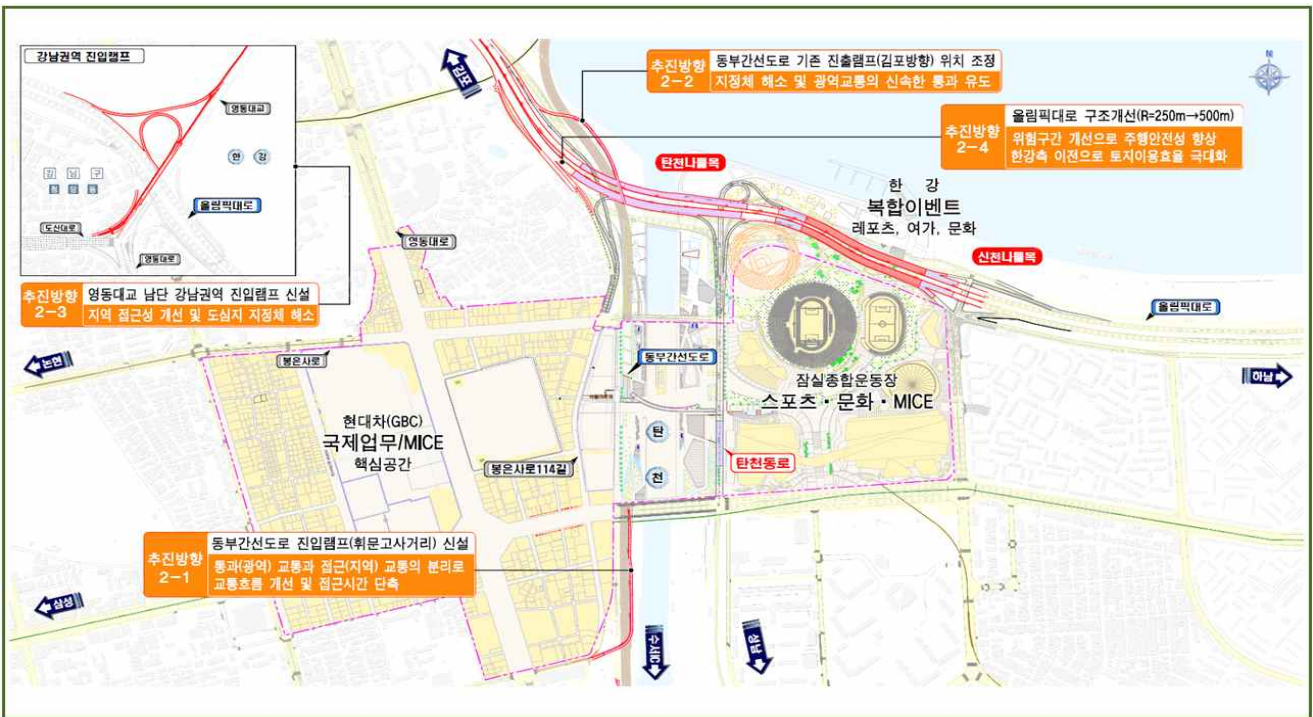 강남권역 진입램프
영동대교
한 강
강 남 구
올림픽대로
도산대로
영동대로
추진방향
2-3
영동대교 남단 강남권역 진입램프 신설
지역 접근성 개선 및 도심지 지정체 해소
김포
추진방향
2-2
동부간선도로 기존 진출램프(김포방향) 위치 조정
지정체 해소 및 광역교통의 신속한 통과 유도
N
추진방향
2-4
올림픽대로 구조개선(R=250m→500m)
위험구간 개선으로 주행안전성 향상
한강측 이전으로 토지이용효율 극대화
탄천나들목
한 강
복합이벤트
레포츠, 여가, 문화
신천나들목
영동대로
올림픽대로
논현
봉은사로
동부간선도로
하남
잠실종합운동장
스포츠・문화・MICE
현대차(GBC)
국제업무/MICE
핵심공간
봉은사로114길
탄
천
탄천동로
추진방향
2-1
동부간선도로 진입램프(휘문고사거리) 신설
통과(광역) 교통과 접근(지역) 교통의 분리로
교통흐름 개선 및 접근시간 단축
삼성
수서IC
성남